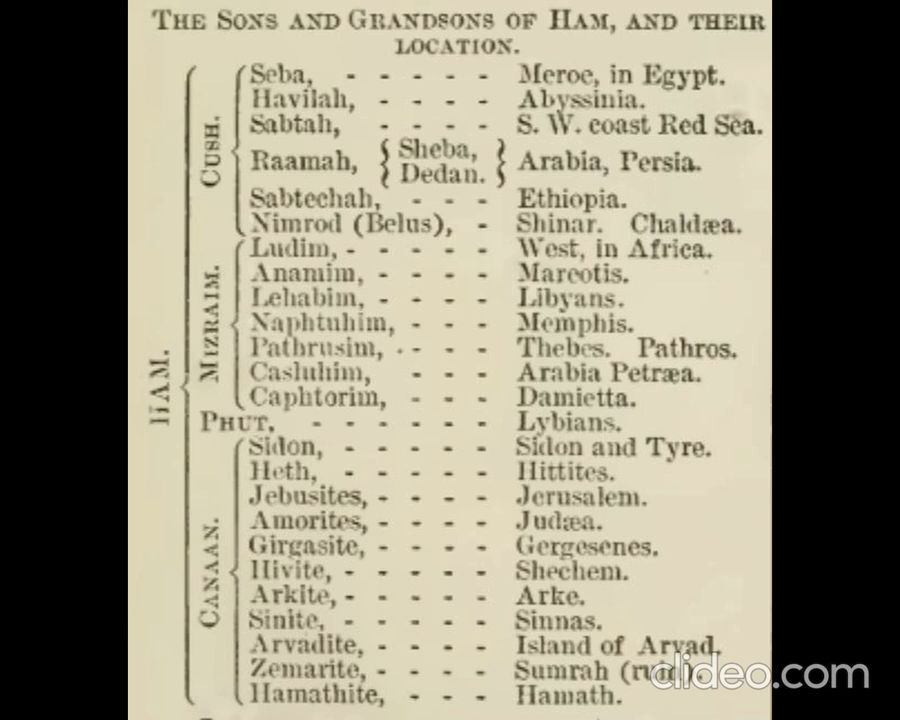 THE SONS AND GRANDSONS OF HAM, AND THEIR
LOCATION.
HAM.
CUSH.
Seba, - - - - - Meroe, in Egypt.
Havilah, - - - - Abyssinia.
Sabtah, - - - - S. W. coast Red Sea.
Raamah, { Sheba, Dedan. } Arabia, Persia.
Sabtechah, - - - Ethiopia.
Nimrod (Belus), - Shinar. Chaldæa.
MIZRAIM.
Ludim, - - - - - West, in Africa.
Anamim, - - - - Mareotis.
Lehabim, - - - - Libyans.
Naphtuhim, - - - Memphis.
Pathrusim, - - - Thebes. Pathros.
Casluhim, - - - Arabia Petræa.
Caphtorim, - - - Damietta.
PHUT, - - - - - - Lybians.
CANAAN.
Sidon, - - - - - Sidon and Tyre.
Heth, - - - - - Hittites.
Jebusites, - - - - Jerusalem.
Amorites, - - - - Judæa.
Girgasite, - - - - Gergesenes.
Hivite, - - - - - Shechem.
Arkite, - - - - - Arke.
Sinite, - - - - - Sinnas.
Arvadite, - - - - Island of Arvad.
Zemarite, - - - - Sumrah (ruin).
Hamathite, - - - Hamath.
clideo.com